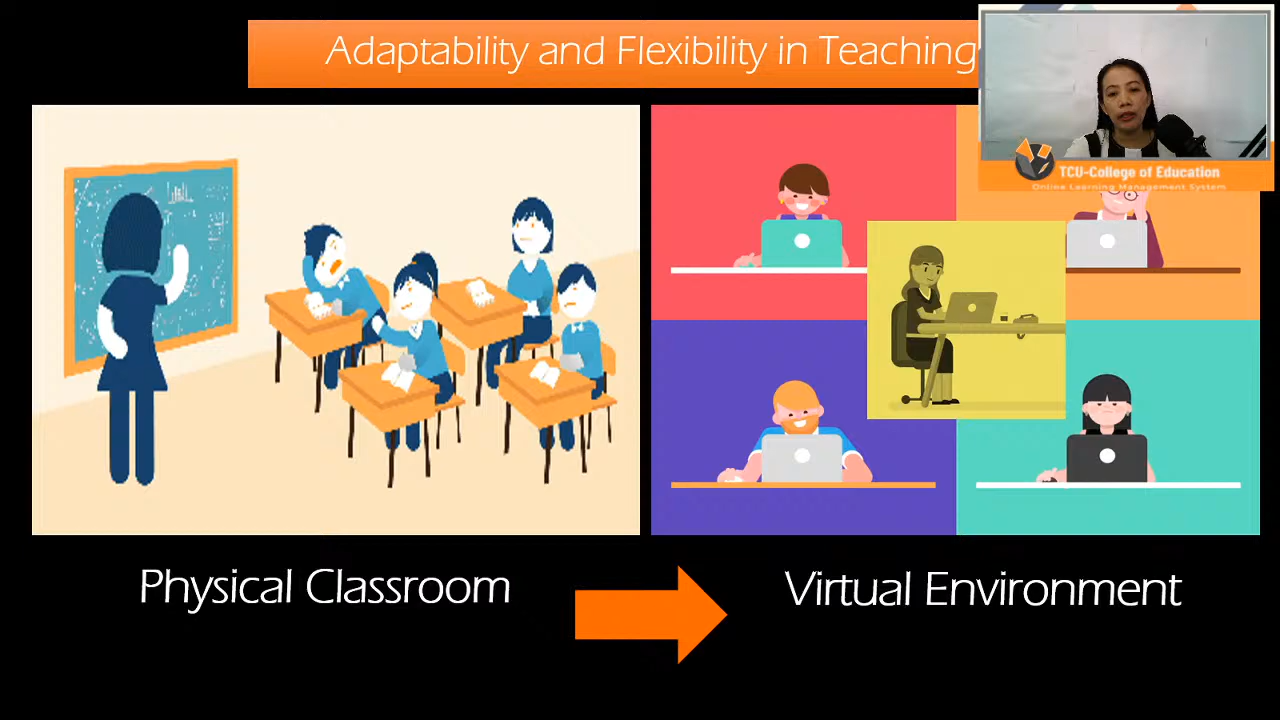 Adaptability and Flexibility in Teaching
TCU-College of Education
Online Learning Management System
Physical Classroom
Virtual Environment